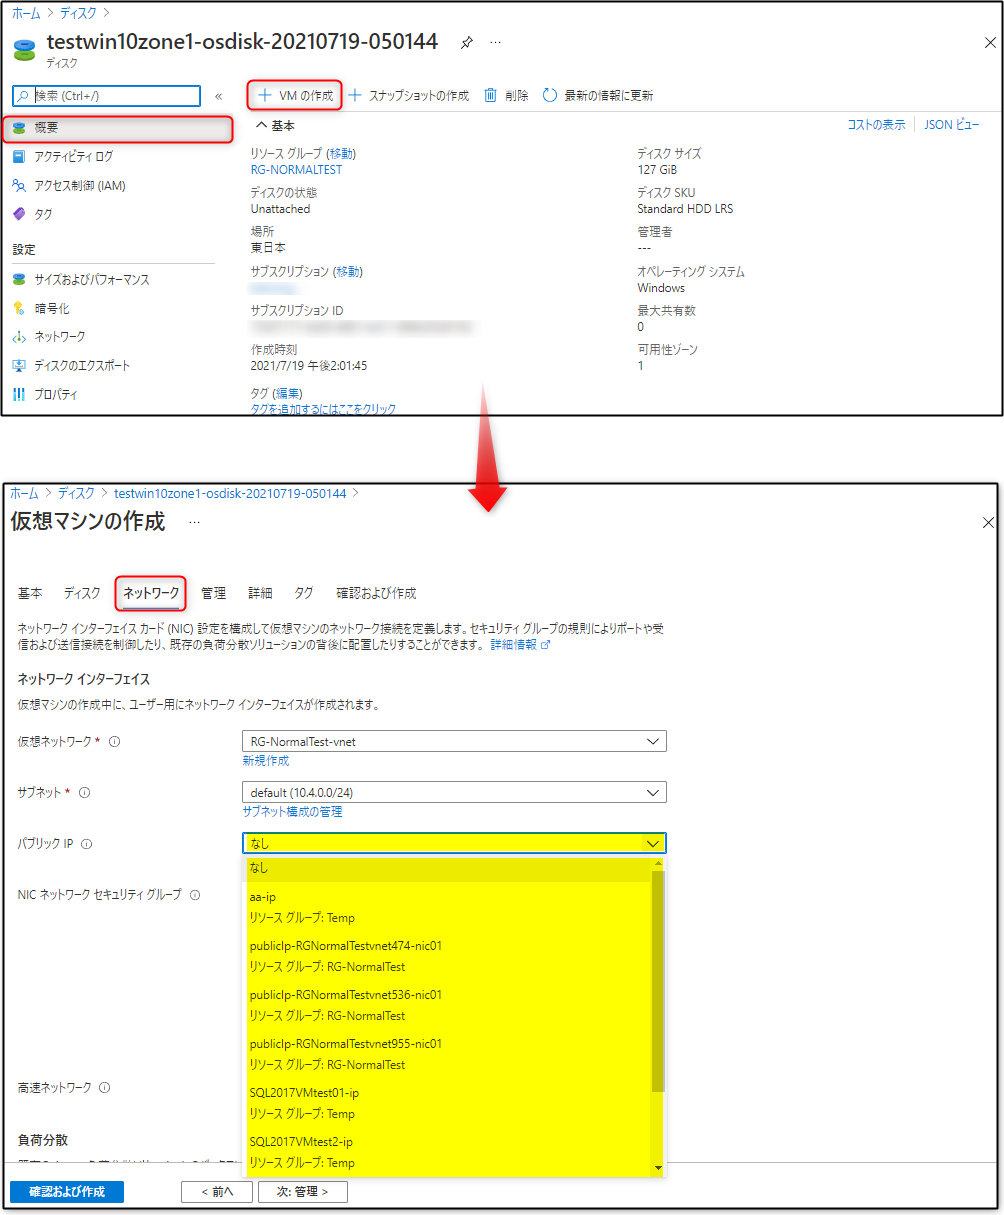 ホーム > ディスク >
testwin10zone1-osdisk-20210719-050144
ディスク
検索 (Ctrl+/)
«
概要
アクティビティ ログ
アクセス制御 (IAM)
タグ
設定
サイズおよびパフォーマンス
暗号化
ネットワーク
ディスクのエクスポート
プロパティ
VM の作成
スナップショットの作成
削除
最新の情報に更新
基本
コストの表示
JSON ビュー
リソース グループ (移動)
RG-NORMALTEST
ディスクの状態
Unattached
場所
東日本
サブスクリプション (移動)
サブスクリプション ID
作成時刻
2021/7/19 午後2:01:45
タグ (編集)
タグを追加するにはここをクリック
ディスク サイズ
127 GiB
ディスク SKU
Standard HDD LRS
管理者
---
オペレーティング システム
Windows
最大共有数
0
可用性ゾーン
1
ホーム > ディスク > testwin10zone1-osdisk-20210719-050144 >
仮想マシンの作成 ...
基本 ディスク ネットワーク 管理 詳細 タグ 確認および作成
ネットワーク インターフェイス カード (NIC) 設定を構成して仮想マシンのネットワーク接続を定義します。セキュリティ グループの規則によりポートや受
信および送信接続を制御したり、既存の負荷分散ソリューションの背後に配置したりすることができます。 詳細情報
ネットワーク インターフェイス
仮想マシンの作成中に、ユーザー用にネットワーク インターフェイスが作成されます。
仮想ネットワーク *
RG-NormalTest-vnet
新規作成
サブネット *
default (10.4.0.0/24)
サブネット構成の管理
パブリック IP
なし
なし
aa-ip
リソース グループ: Temp
publicIp-RGNormalTestvnet474-nic01
リソース グループ: RG-NormalTest
publicIp-RGNormalTestvnet536-nic01
リソース グループ: RG-NormalTest
publicIp-RGNormalTestvnet955-nic01
リソース グループ: RG-NormalTest
SQL2017VMtest01-ip
リソース グループ: Temp
SQL2017VMtest2-ip
リソース グループ: Temp
NIC ネットワーク セキュリティ グループ
高速ネットワーク
負荷分散
確認および作成
< 前へ
次: 管理 >